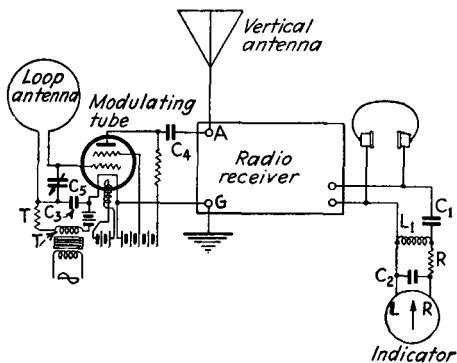 Vertical
antenna
Loop
antenna
Modulating
tube
C4
A
Radio
receiver
G
C5
C3
T
T
L1
C1
R
C2
L R
Indicator